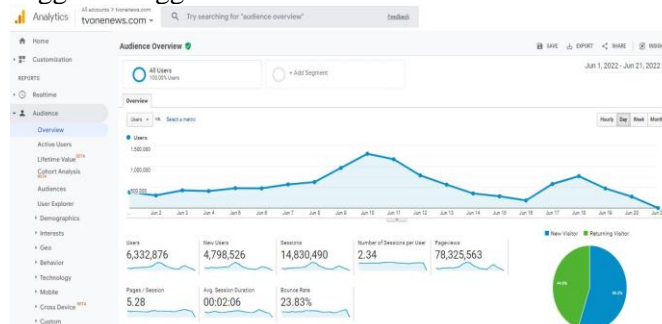 Analytics
All accounts > tvonenews.com
tvonenews.com
Try searching for "audience overview"
Feedback
Home
Customization
REPORTS
Realtime
Audience
Overview
Active Users
Lifetime Value BETA
Cohort Analysis
BETA
Audiences
User Explorer
Demographics
Interests
Geo
Behavior
Technology
Mobile
Cross Device BETA
Custom
Audience Overview
SAVE
EXPORT
SHARE
Jun 1, 2022 - Jun 21, 2022
All Users
100.00% Users
+ Add Segment
Overview
Users
VS.
Select a metric
Hourly
Day
Week
Month
Users
1,500,000
1,000,000
500,000
Jun 2
Jun 3
Jun 4
Jun 5
Jun 6
Jun 7
Jun 8
Jun 9
Jun 10
Jun 11
Jun 12
Jun 13
Jun 14
Jun 15
Jun 16
Jun 17
Jun 18
Jun 19
Jun 20
New Visitor
Returning Visitor
Users
6,332,876
New Users
4,798,526
Sessions
14,830,490
Number of Sessions per User
2.34
Pageviews
78,325,563
Pages / Session
5.28
Avg. Session Duration
00:02:06
Bounce Rate
23.83%